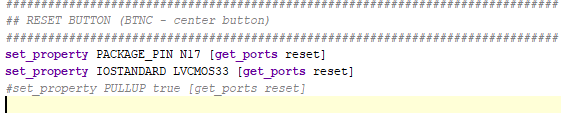 ###############################################################################
## RESET BUTTON (BTNC - center button)
###############################################################################
set_property PACKAGE_PIN N17 [get_ports reset]
set_property IOSTANDARD LVCMOS33 [get_ports reset]
#set_property PULLUP true [get_ports reset]